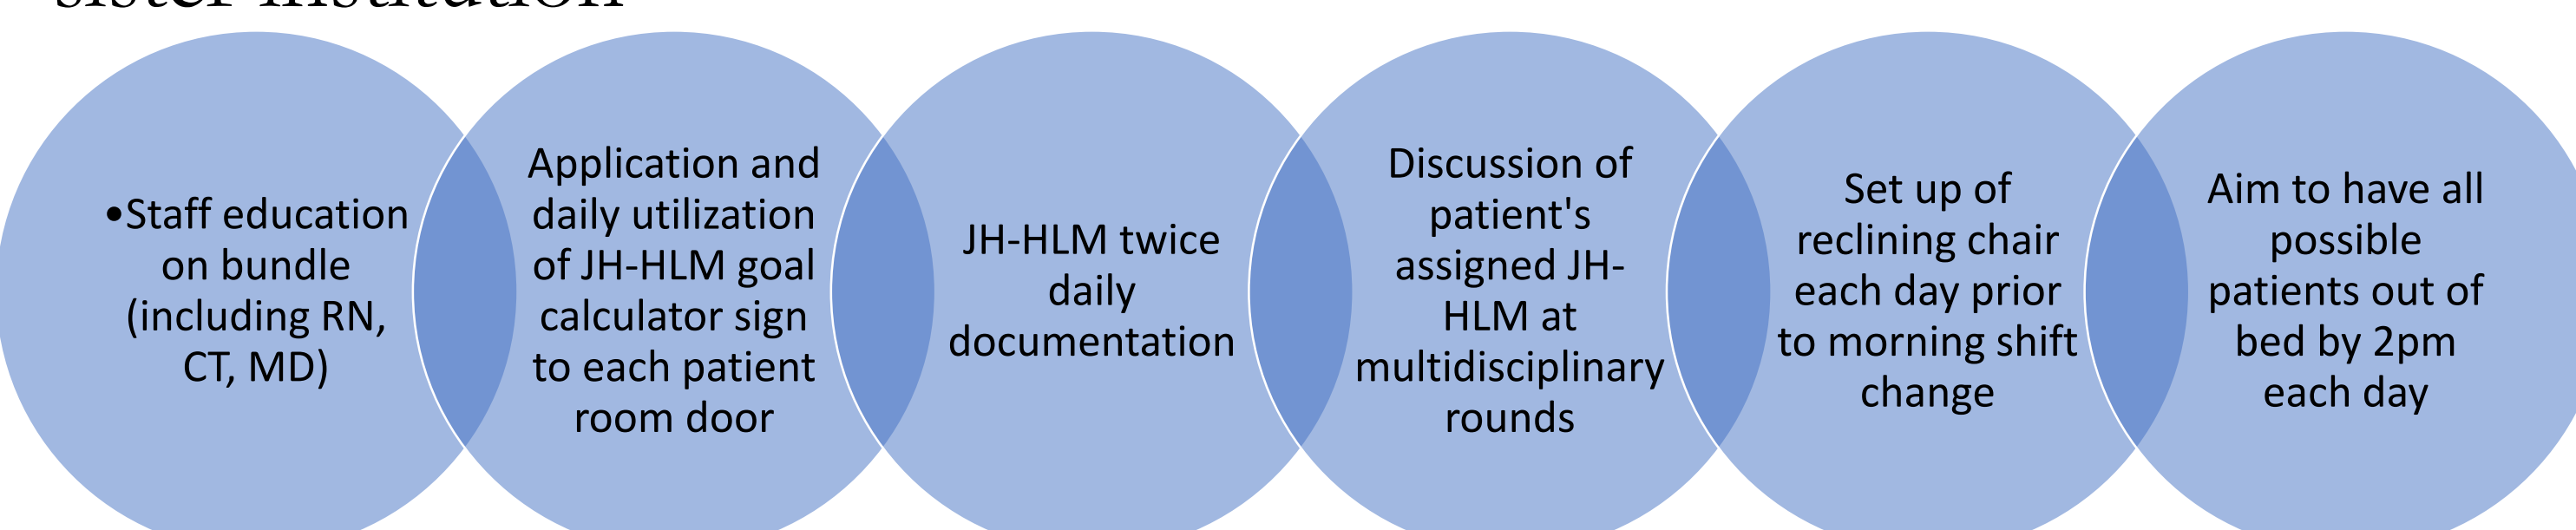 sister institution
•Staff education
on bundle
(including RN,
CT, MD)
Application and
daily utilization
of JH-HLM goal
calculator sign
to each patient
room door
JH-HLM twice
daily
documentation
Discussion of
patient's
assigned JH-
HLM at
multidisciplinary
rounds
Set up of
reclining chair
each day prior
to morning shift
change
Aim to have all
possible
patients out of
bed by 2pm
each day